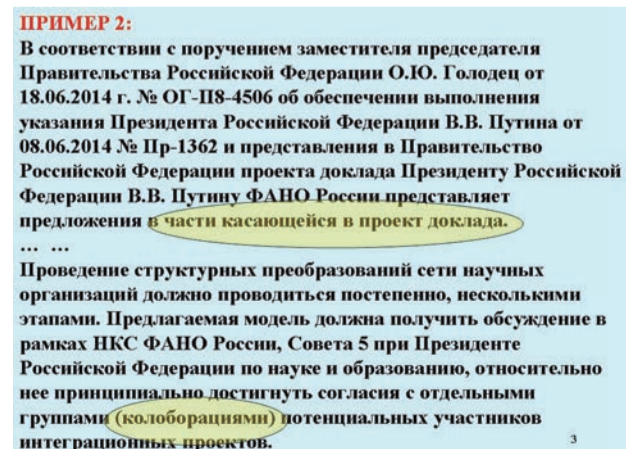 ПРИМЕР 2:
В соответствии с поручением заместителя председателя
Правительства Российской Федерации О.Ю. Голодец от
18.06.2014 г. № ОГ-П8-4506 об обеспечении выполнения
указания Президента Российской Федерации В.В. Путина от
08.06.2014 № Пр-1362 и представления в Правительство
Российской Федерации проекта доклада Президенту Российской
Федерации В.В. Путину ФАНО России представляет
предложения в части касающейся в проект доклада.
... ...
Проведение структурных преобразований сети научных
организаций должно проводиться постепенно, несколькими
этапами. Предлагаемая модель должна получить обсуждение в
рамках НКС ФАНО России, Совета 5 при Президенте
Российской Федерации по науке и образованию, относительно
нее принципиально достигнуть согласия с отдельными
группами (колоборациями) потенциальных участников
интеграционных проектов.
3